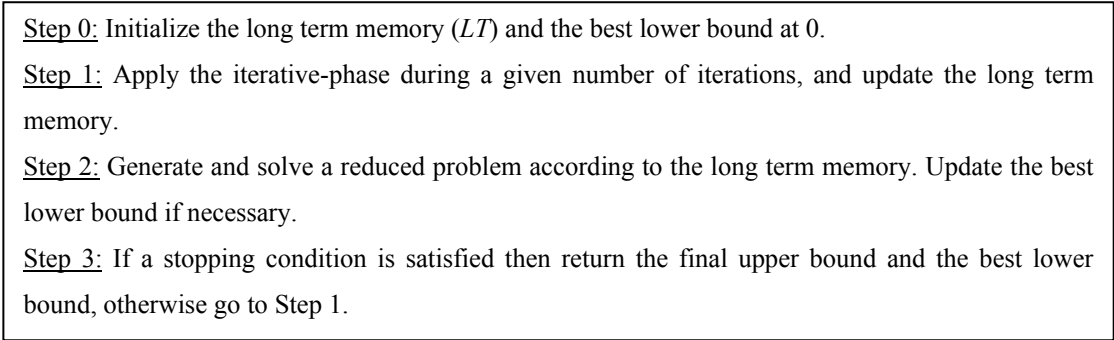 Step 0: Initialize the long term memory (LT) and the best lower bound at 0.
Step 1: Apply the iterative-phase during a given number of iterations, and update the long term
memory.
Step 2: Generate and solve a reduced problem according to the long term memory. Update the best
lower bound if necessary.
Step 3: If a stopping condition is satisfied then return the final upper bound and the best lower
bound, otherwise go to Step 1.